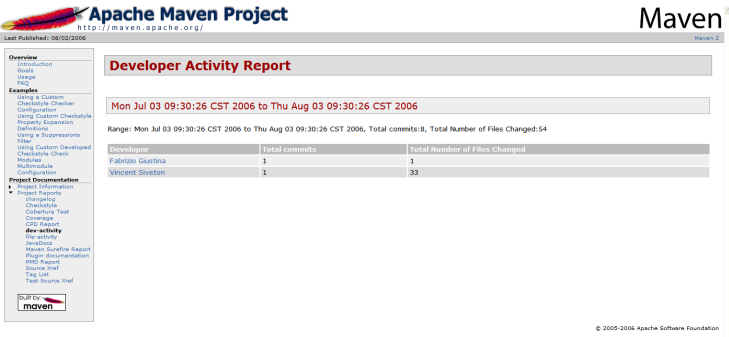 Apache Maven Project
http://maven.apache.org/
Maven
Last Published: 08/02/2006
Maven 2
Overview
Introduction
Goals
Usage
FAQ
Examples
Using a Custom
Checkstyle Checker
Configuration
Using Custom Checkstyle
Property Expansion
Definitions
Using a Suppressions
Filter
Using Custom Developed
Checkstyle Check
Modules
Multimodule
Configuration
Project Documentation
Project Information
Project Reports
changelog
Checkstyle
Cobertura Test
Coverage
CPD Report
dev-activity
file-activity
JavaDocs
Maven Surefire Report
Plugin documentation
PMD Report
Source Xref
Tag List
Test Source Xref
built by:
maven
Developer Activity Report
Mon Jul 03 09:30:26 CST 2006 to Thu Aug 03 09:30:26 CST 2006
Range: Mon Jul 03 09:30:26 CST 2006 to Thu Aug 03 09:30:26 CST 2006, Total commits:8, Total Number of Files Changed:54
Developer Total commits Total Number of Files Changed
Fabrizio Giustina 1 1
Vincent Siveton 1 33
© 2005-2006 Apache Software Foundation